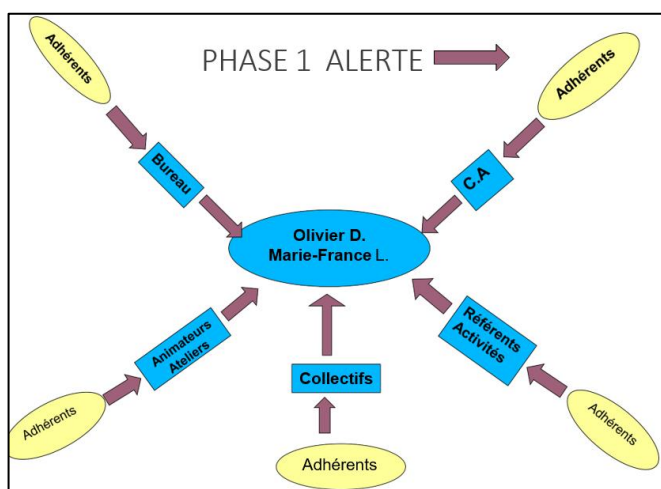 PHASE 1 ALERTE
Adhérents
Adhérents
Bureau
C.A
Olivier D.
Marie-France L.
Animateurs
Ateliers
Référents
Activités
Collectifs
Adhérents
Adhérents
Adhérents